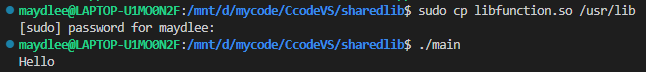 maydlee@LAPTOP-U1MO0N2F:/mnt/d/mycode/CcodeVS/sharedlib$ sudo cp libfunction.so /usr/lib
[sudo] password for maydlee:
maydlee@LAPTOP-U1MO0N2F:/mnt/d/mycode/CcodeVS/sharedlib$ ./main
Hello